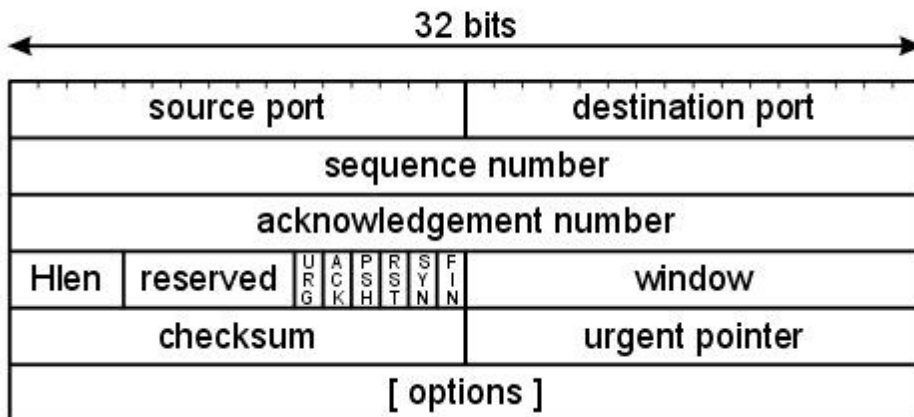 32 bits
source port destination port
sequence number
acknowledgement number
Hlen reserved URG ACK PSH RST SYN FIN window
checksum urgent pointer
[ options ]